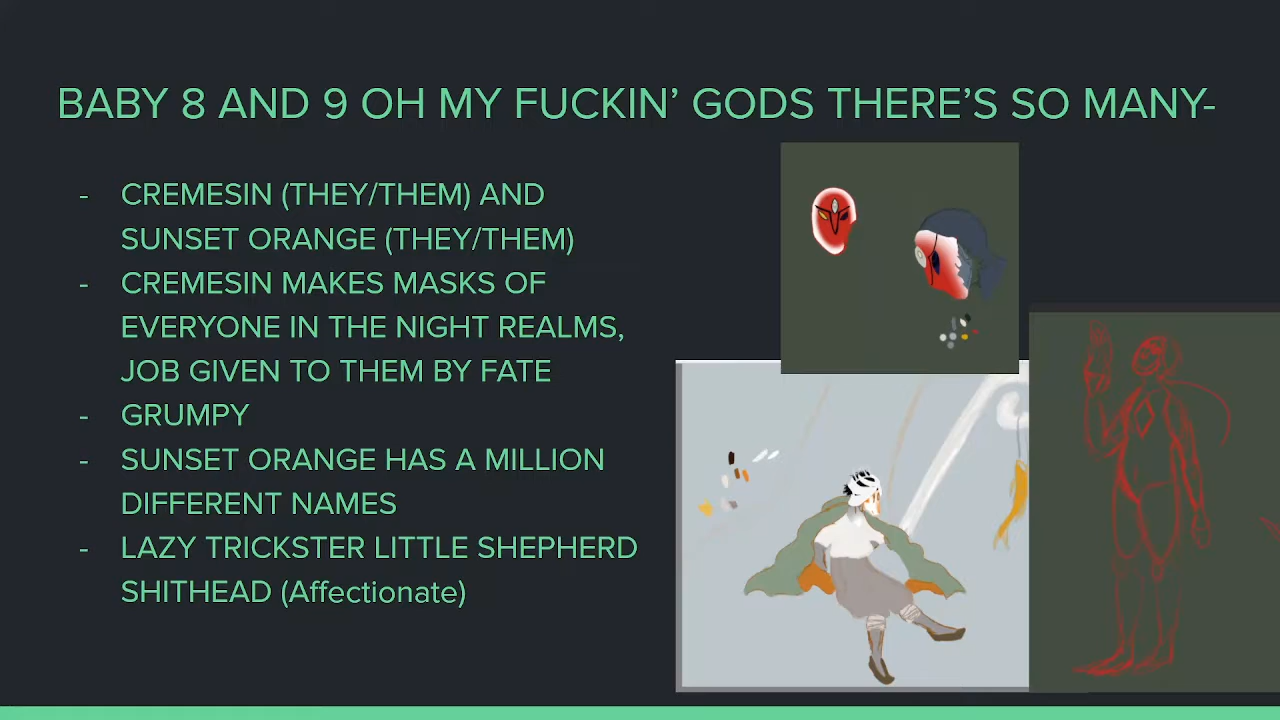 BABY 8 AND 9 OH MY FUCKIN’ GODS THERE’S SO MANY-
- CREMESIN (THEY/THEM) AND
SUNSET ORANGE (THEY/THEM)
- CREMESIN MAKES MASKS OF
EVERYONE IN THE NIGHT REALMS,
JOB GIVEN TO THEM BY FATE
- GRUMPY
- SUNSET ORANGE HAS A MILLION
DIFFERENT NAMES
- LAZY TRICKSTER LITTLE SHEPHERD
SHITHEAD (Affectionate)